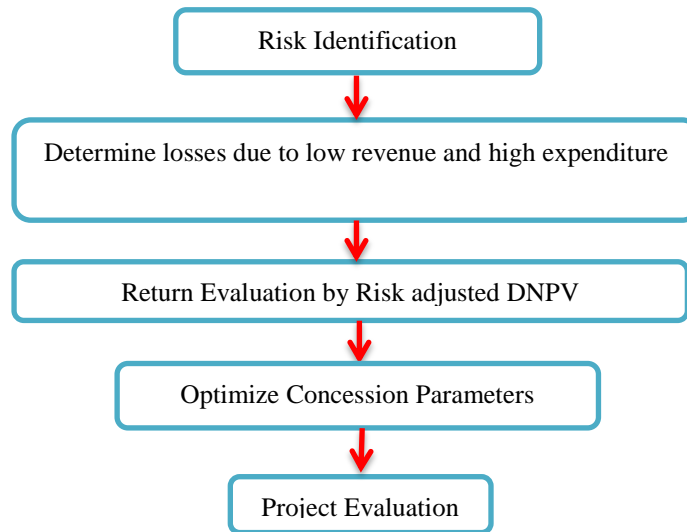 Risk Identification
Determine losses due to low revenue and high expenditure
Return Evaluation by Risk adjusted DNPV
Optimize Concession Parameters
Project Evaluation